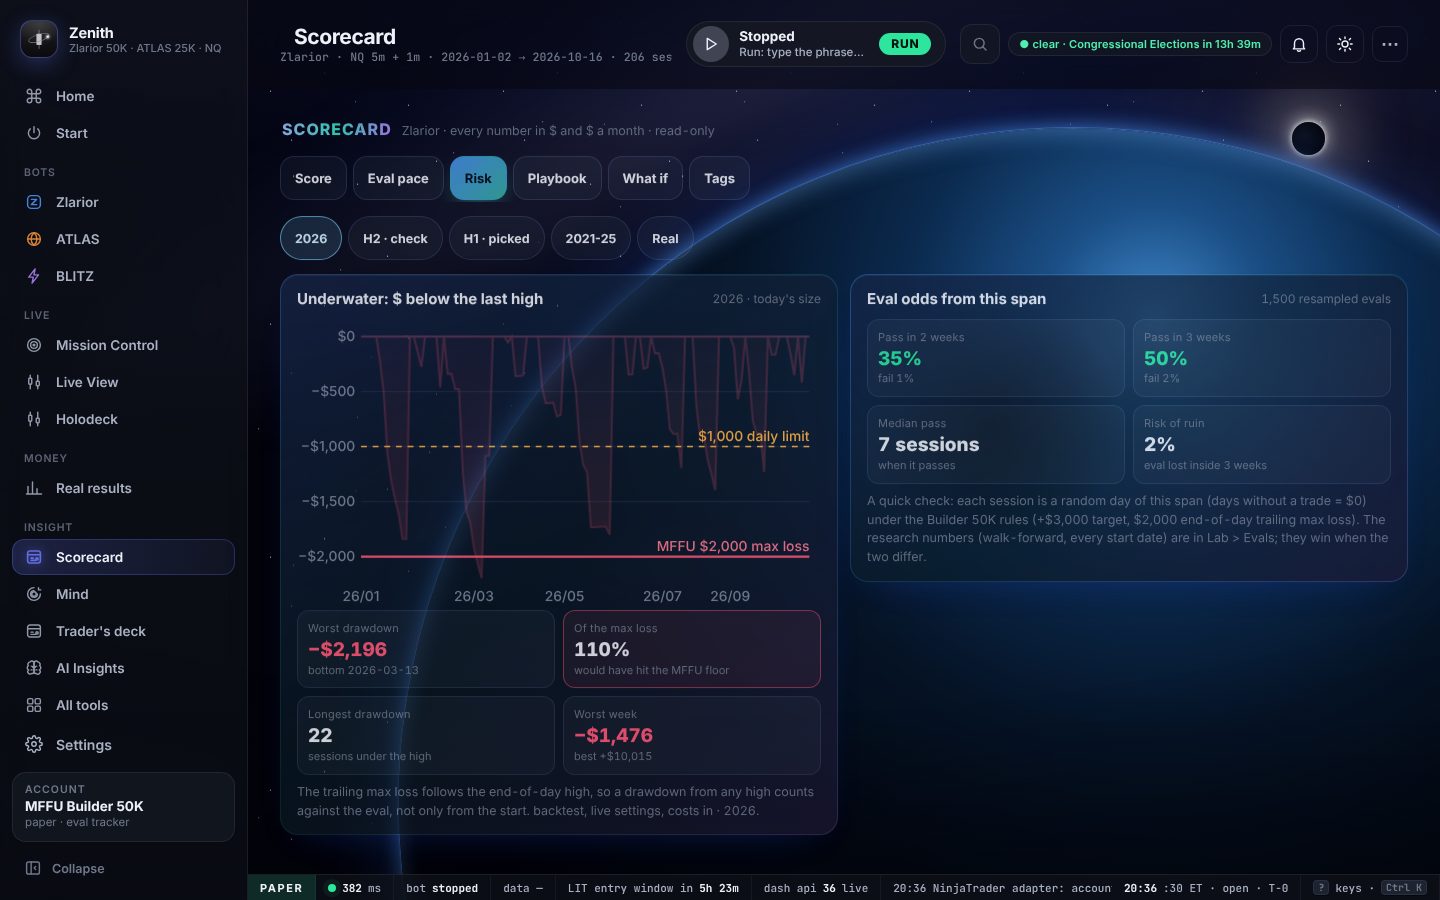 Zenith
Zlarior 50K · ATLAS 25K · NQ
Home
Start
BOTS
Zlarior
ATLAS
BLITZ
LIVE
Mission Control
Live View
Holodeck
MONEY
Real results
INSIGHT
Scorecard
Mind
Trader's deck
AI Insights
All tools
Settings
ACCOUNT
MFFU Builder 50K
paper · eval tracker
Collapse
Scorecard
Zlarior · NQ 5m + 1m · 2026-01-02 → 2026-10-16 · 206 ses
Stopped
Run: type the phrase...
RUN
clear · Congressional Elections in 13h 39m
SCORECARD Zlarior · every number in $ and $ a month · read-only
Score Eval pace Risk Playbook What if Tags
2026 H2 · check H1 · picked 2021-25 Real
Underwater: $ below the last high 2026 · today's size
$0
−$500
−$1,000
$1,000 daily limit
−$1,500
−$2,000
MFFU $2,000 max loss
26/01 26/03 26/05 26/07 26/09
Worst drawdown
−$2,196
bottom 2026-03-13
Of the max loss
110%
would have hit the MFFU floor
Longest drawdown
22
sessions under the high
Worst week
−$1,476
best +$10,015
The trailing max loss follows the end-of-day high, so a drawdown from any high counts
against the eval, not only from the start. backtest, live settings, costs in · 2026.
Eval odds from this span 1,500 resampled evals
Pass in 2 weeks
35%
fail 1%
Pass in 3 weeks
50%
fail 2%
Median pass
7 sessions
when it passes
Risk of ruin
2%
eval lost inside 3 weeks
A quick check: each session is a random day of this span (days without a trade = $0)
under the Builder 50K rules (+$3,000 target, $2,000 end-of-day trailing max loss). The
research numbers (walk-forward, every start date) are in Lab > Evals; they win when the
two differ.
PAPER 382 ms bot stopped data — LIT entry window in 5h 23m dash api 36 live 20:36 NinjaTrader adapter: accoun 20:36 :30 ET · open · T-0 ? keys · Ctrl K